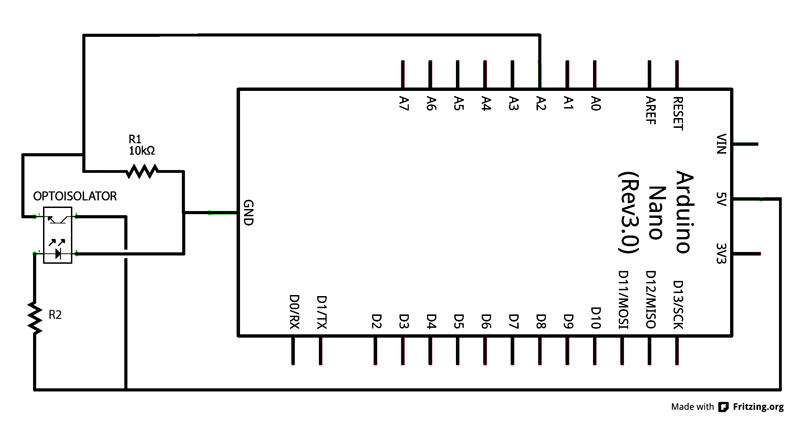 A7
A6
A5
A4
A3
A2
A1
A0
AREF
RESET
R1
10kΩ
VIN
OPTOISOLATOR
GND
Arduino
Nano
(Rev3.0)
5V
3V3
R2
D0/RX
D1/TX
D2
D3
D4
D5
D6
D7
D8
D9
D10
D11/MOSI
D12/MISO
D13/SCK
Made with Fritzing.org